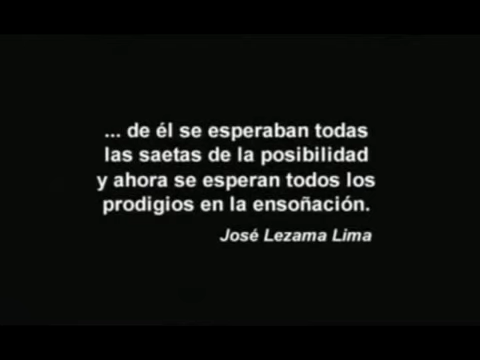 ... de él se esperaban todas
las saetas de la posibilidad
y ahora se esperan todos los
prodigios en la ensoñación.
José Lezama Lima